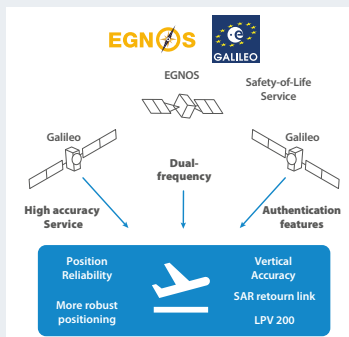 EGNOS
GALILEO
EGNOS
Safety-of-Life
Service
Galileo
Galileo
Dual-
frequency
High accuracy
Service
Authentication
features
Position
Reliability
More robust
positioning
Vertical
Accuracy
SAR retourn link
LPV 200